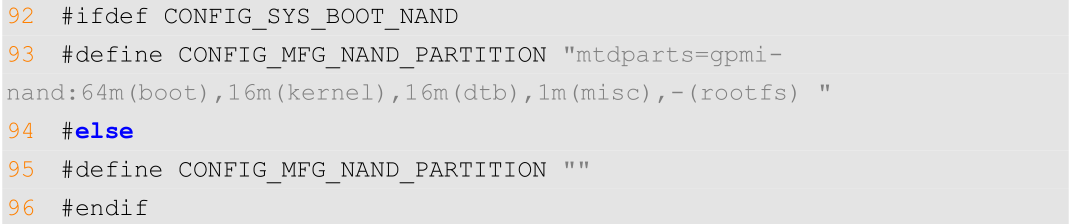 92  #ifdef CONFIG_SYS_BOOT_NAND
93  #define CONFIG_MFG_NAND_PARTITION "mtdparts=gpmi-
nand:64m(boot),16m(kernel),16m(dtb),1m(misc),-(rootfs) "
94  #else
95  #define CONFIG_MFG_NAND_PARTITION ""
96  #endif